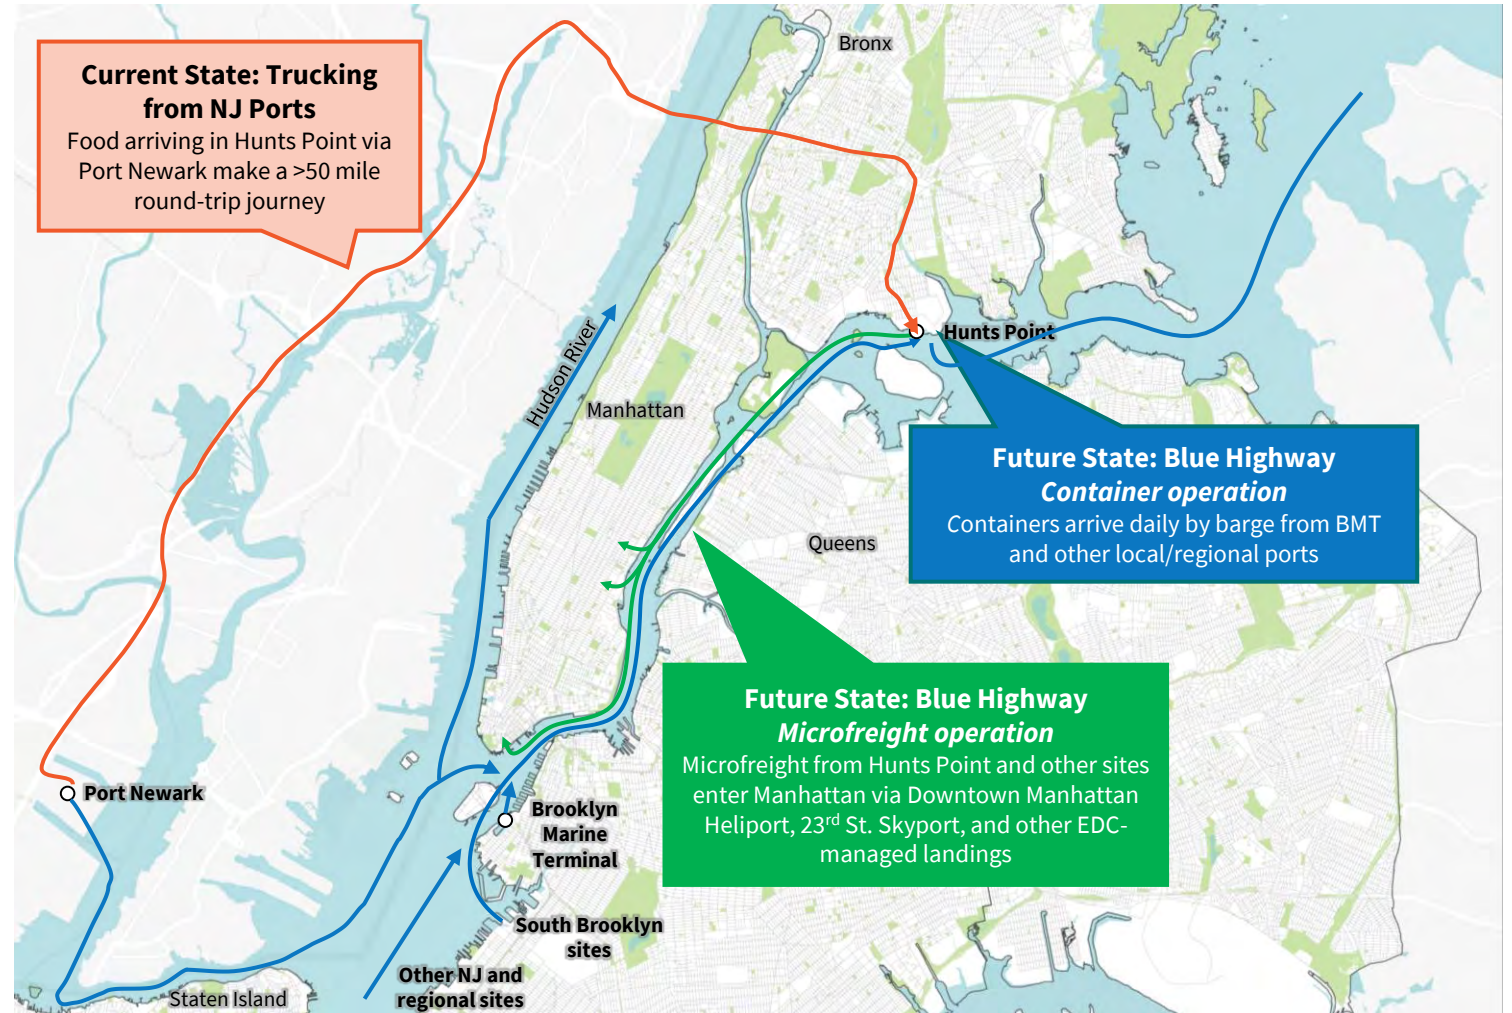 Bronx
Current State: Trucking
from NJ Ports
Food arriving in Hunts Point via
Port Newark make a >50 mile
round-trip journey
Hudson River
Hunts Point
Manhattan
Future State: Blue Highway
Container operation
Containers arrive daily by barge from BMT
and other local/regional ports
Queens
Future State: Blue Highway
Microfreight operation
Microfreight from Hunts Point and other sites
enter Manhattan via Downtown Manhattan
Heliport, 23rd St. Skyport, and other EDC-
managed landings
Port Newark
Brooklyn
Marine
Terminal
South Brooklyn
sites
Other NJ and
regional sites
Staten Island